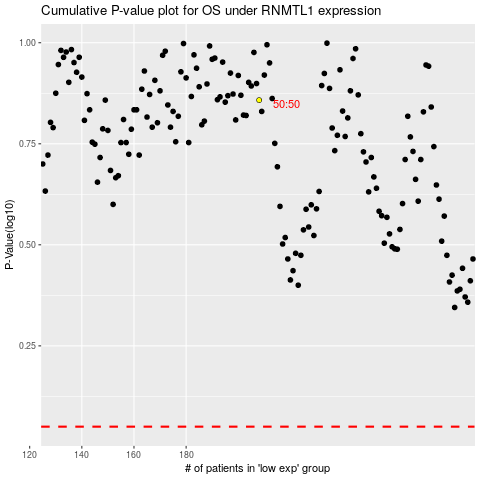 Cumulative P-value plot for OS under RNMTL1 expression
1.00
50:50
0.75
P-Value(log10)
0.50
0.25
120 140 160 180
# of patients in 'low exp' group